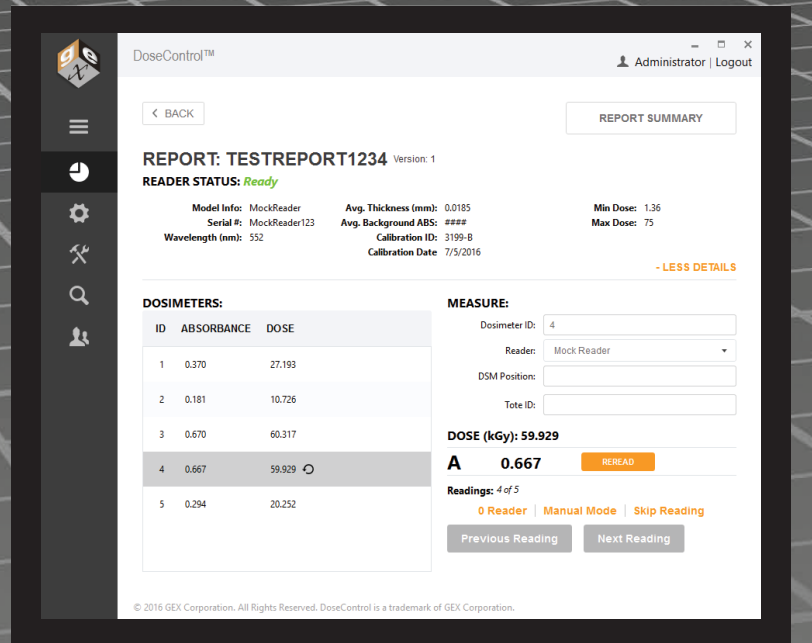 gex
DoseControl™
Administrator | Logout
< BACK
REPORT SUMMARY
REPORT: TESTREPORT1234 Version: 1
READER STATUS: Ready
Model Info: MockReader Avg. Thickness (mm): 0.0185 Min Dose: 1.36
Serial #: MockReader123 Avg. Background ABS: #### Max Dose: 75
Wavelength (nm): 552 Calibration ID: 3199-B
Calibration Date 7/5/2016
- LESS DETAILS
DOSIMETERS:
ID ABSORBANCE DOSE
1 0.370 27.193
2 0.181 10.726
3 0.670 60.317
4 0.667 59.929
5 0.294 20.252
MEASURE:
Dosimeter ID: 4
Reader: Mock Reader
DSM Position:
Tote ID:
DOSE (kGy): 59.929
A 0.667 REREAD
Readings: 4 of 5
0 Reader | Manual Mode | Skip Reading
Previous Reading Next Reading
© 2016 GEX Corporation. All Rights Reserved. DoseControl is a trademark of GEX Corporation.